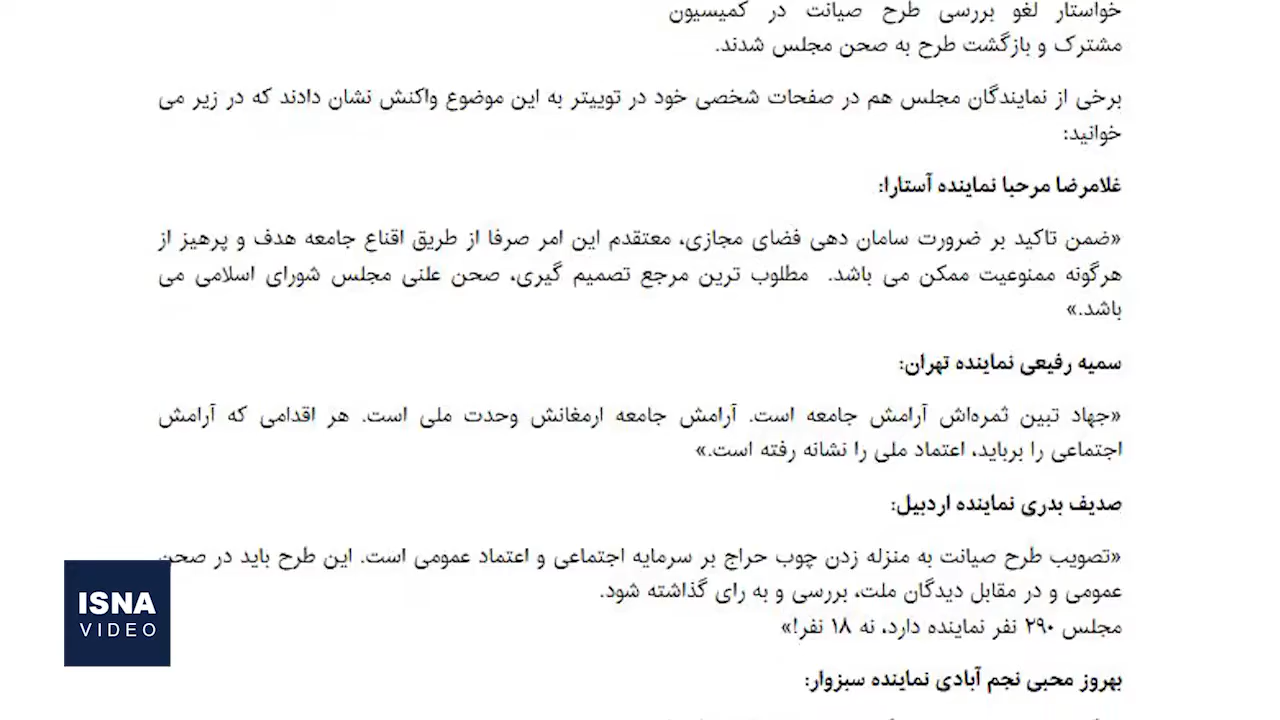 خواستار لغو بررسی طرح صیانت در کمیسیون
مشترک و بازگشت طرح به صحن مجلس شدند.
برخی از نمایندگان مجلس هم در صفحات شخصی خود در توییتر به این موضوع واکنش نشان دادند که در زیر می
خوانید:
غلامرضا مرحبا نماینده آستارا:
«ضمن تاکید بر ضرورت سامان دهی فضای مجازی، معتقدم این امر صرفا از طریق اقناع جامعه هدف و پرهیز از
هرگونه ممنوعیت ممکن می باشد. مطلوب ترین مرجع تصمیم گیری، صحن علنی مجلس شورای اسلامی می
باشد.»
سمیه رفیعی نماینده تهران:
«جهاد تبین ثمره‌اش آرامش جامعه است. آرامش جامعه ارمغانش وحدت ملی است. هر اقدامی که آرامش
اجتماعی را برباید، اعتماد ملی را نشانه رفته است.»
صدیف بدری نماینده اردبیل:
«تصویب طرح صیانت به منزله زدن چوب حراج بر سرمایه اجتماعی و اعتماد عمومی است. این طرح باید در صحن
عمومی و در مقابل دیدگان ملت، بررسی و به رای گذاشته شود.
مجلس ۲۹۰ نفر نماینده دارد، نه ۱۸ نفر!»
بهروز محبی نجم آبادی نماینده سبزوار:
ISNA
VIDEO